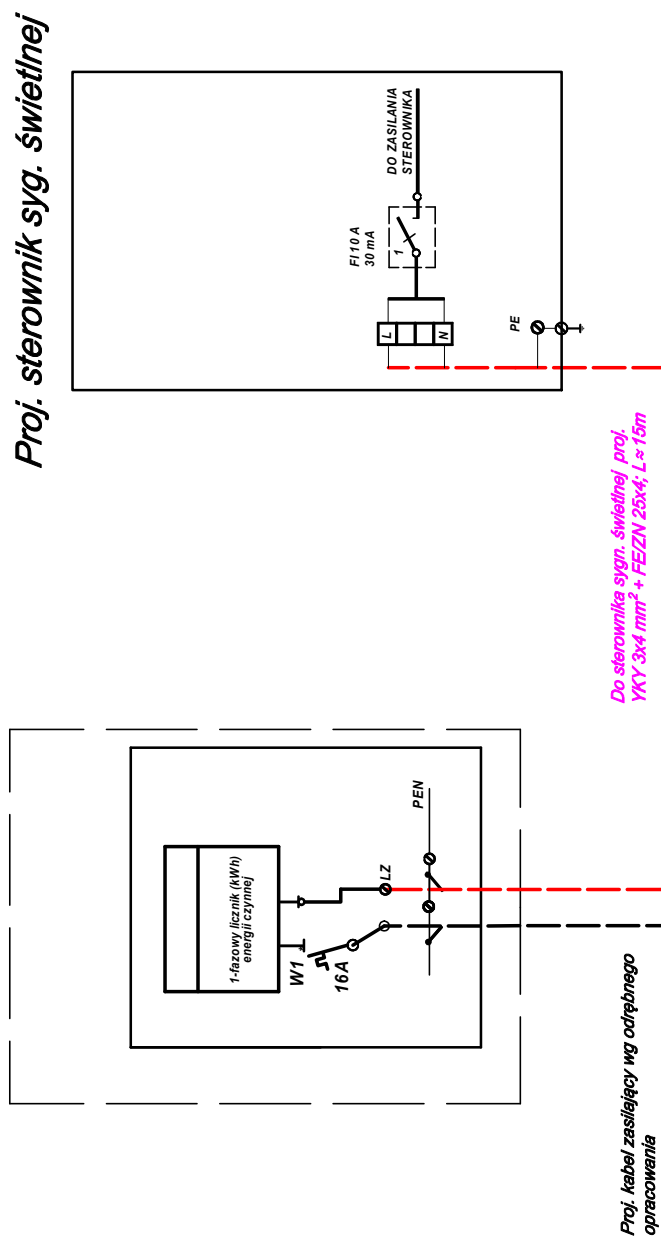 Proj. sterownik syg. świetlnej
DO ZASILANIA
STEROWNIKA
FI10 A
30 mA
1
L
N
PE
Do sterownika sygn. świetlnej proj.
YKY 3x4 mm² + FE/ZN 25x4; L ≈ 15m
1-fazowy licznik (kWh)
energii czynnej
W1
16A
LZ
PEN
Proj. kabel zasilający wg odrębnego
opracowania